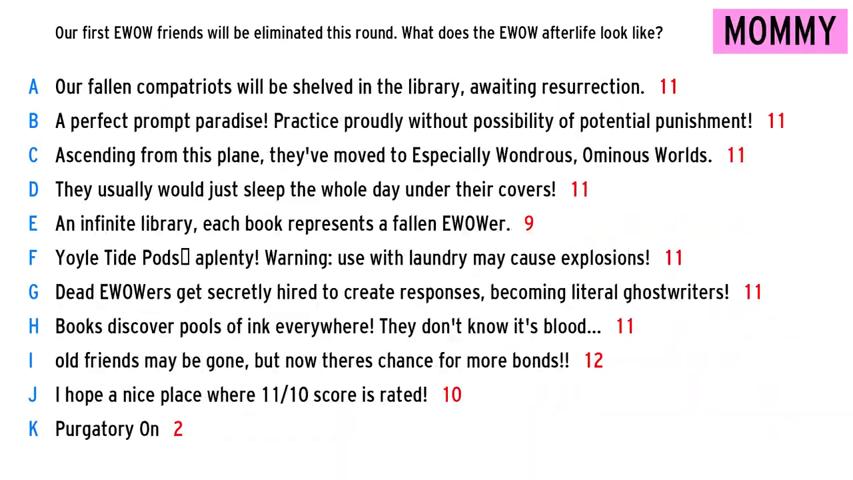 Our first EWOW friends will be eliminated this round. What does the EWOW afterlife look like?
MOMMY
A Our fallen compatriots will be shelved in the library, awaiting resurrection. 11
B A perfect prompt paradise! Practice proudly without possibility of potential punishment! 11
C Ascending from this plane, they've moved to Especially Wondrous, Ominous Worlds. 11
D They usually would just sleep the whole day under their covers! 11
E An infinite library, each book represents a fallen EWOWer. 9
F Yoyle Tide Pods▯ aplenty! Warning: use with laundry may cause explosions! 11
G Dead EWOWers get secretly hired to create responses, becoming literal ghostwriters! 11
H Books discover pools of ink everywhere! They don't know it's blood... 11
I old friends may be gone, but now theres chance for more bonds!! 12
J I hope a nice place where 11/10 score is rated! 10
K Purgatory On 2